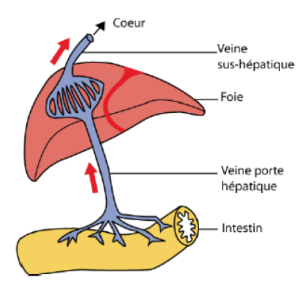 Coeur
Veine
sus-hépatique
Foie
Veine porte
hépatique
Intestin